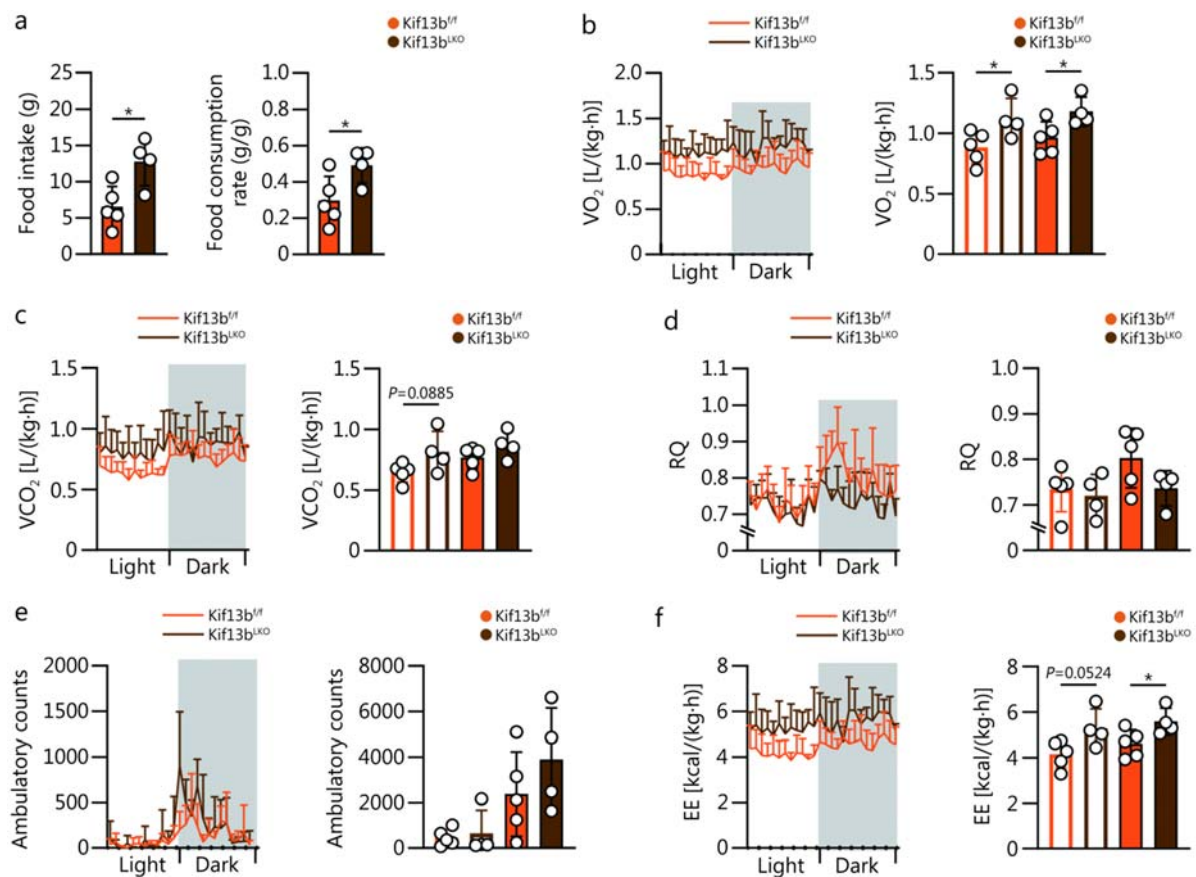 a
Kif13b^f/f
Kif13b^LKO
Food intake (g)
25
20
15
10
5
0
*
Food consumption
rate (g/g)
1.0
0.8
0.6
0.4
0.2
0
*
b
Kif13b^f/f
Kif13b^LKO
VO₂ [L/(kg·h)]
2.0
1.5
1.0
0.5
0
Light
Dark
Kif13b^f/f
Kif13b^LKO
VO₂ [L/(kg·h)]
1.5
1.0
0.5
0
*
*
c
Kif13b^f/f
Kif13b^LKO
VCO₂ [L/(kg·h)]
1.5
1.0
0.5
0
Light
Dark
Kif13b^f/f
Kif13b^LKO
VCO₂ [L/(kg·h)]
1.5
1.0
0.5
0
P=0.0885
d
Kif13b^f/f
Kif13b^LKO
RQ
1.1
1.0
0.9
0.8
0.7
0
Light
Dark
Kif13b^f/f
Kif13b^LKO
RQ
1.0
0.9
0.8
0.7
0
e
Kif13b^f/f
Kif13b^LKO
Ambulatory counts
2000
1500
1000
500
0
Light
Dark
Kif13b^f/f
Kif13b^LKO
Ambulatory counts
8000
6000
4000
2000
0
f
Kif13b^f/f
Kif13b^LKO
EE [kcal/(kg·h)]
8
6
4
2
0
Light
Dark
Kif13b^f/f
Kif13b^LKO
EE [kcal/(kg·h)]
8
6
4
2
0
P=0.0524
*